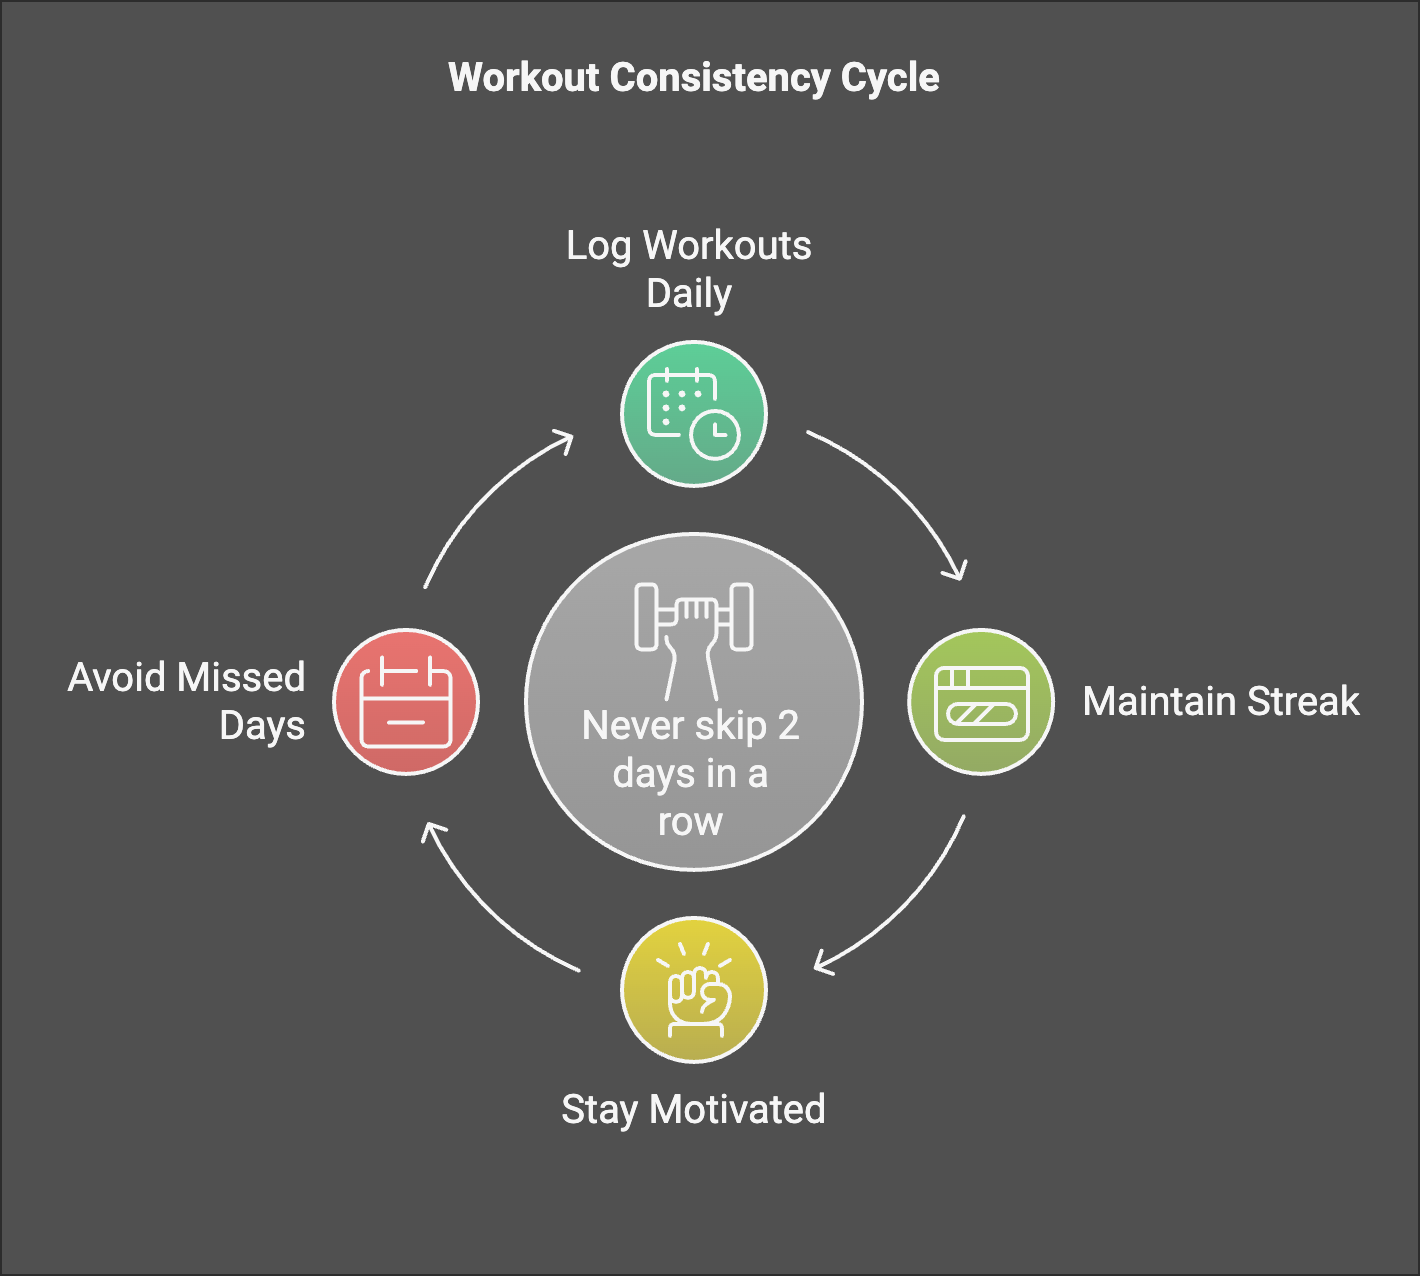 Workout Consistency Cycle
Log Workouts
Daily
Maintain Streak
Stay Motivated
Avoid Missed
Days
Never skip 2
days in a
row